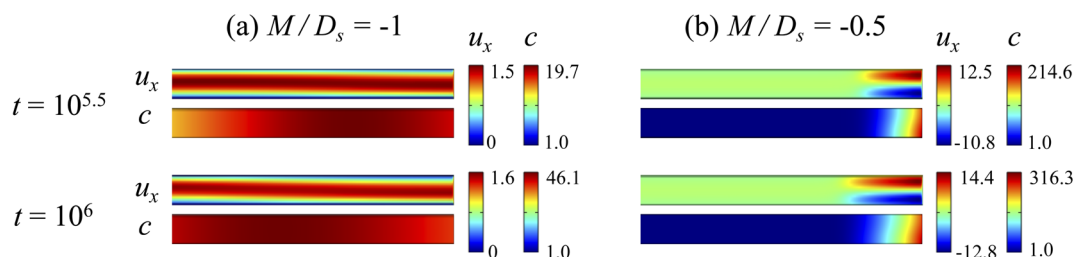 (a) M/Dₛ = -1
(b) M/Dₛ = -0.5
uₓ c
uₓ c
t = 10^5.5
uₓ
c
1.5
0
19.7
1.0
12.5
-10.8
214.6
1.0
t = 10^6
uₓ
c
1.6
0
46.1
1.0
14.4
-12.8
316.3
1.0